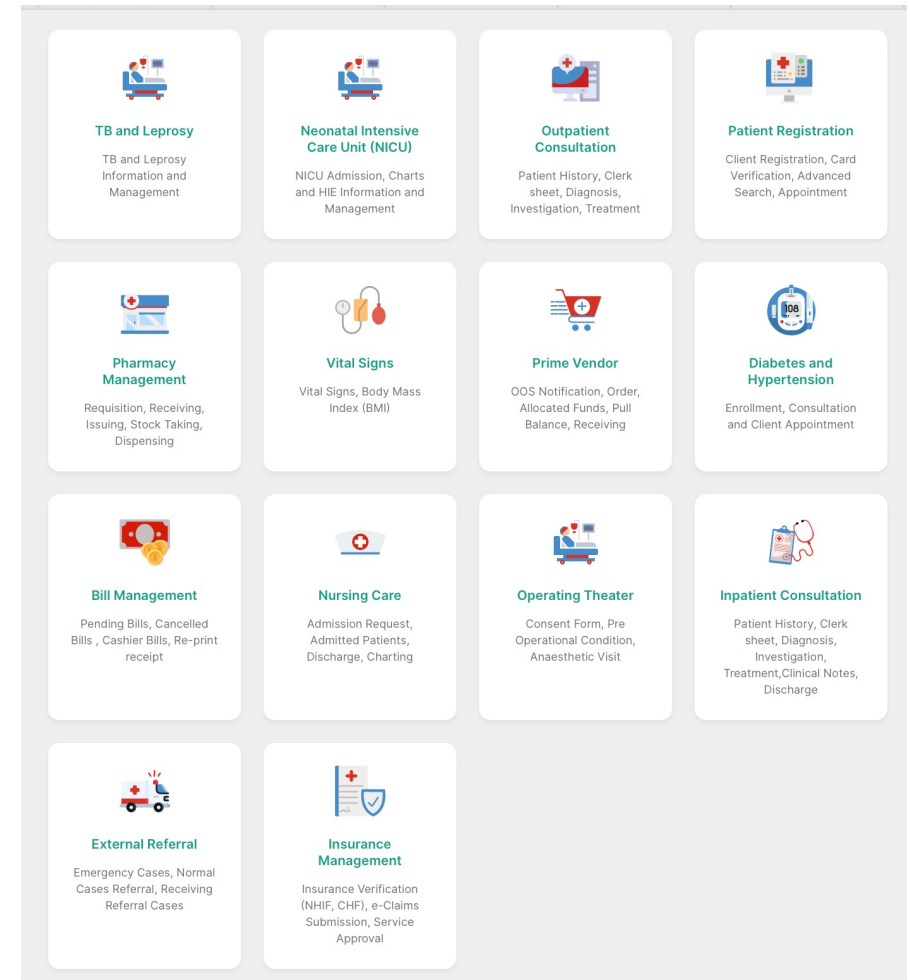 TB and Leprosy
TB and Leprosy
Information and
Management
Neonatal Intensive
Care Unit (NICU)
NICU Admission, Charts
and HIE Information and
Management
Outpatient
Consultation
Patient History, Clerk
sheet, Diagnosis,
Investigation, Treatment
Patient Registration
Client Registration, Card
Verification, Advanced
Search, Appointment
Pharmacy
Management
Requisition, Receiving,
Issuing, Stock Taking,
Dispensing
Vital Signs
Vital Signs, Body Mass
Index (BMI)
Prime Vendor
OOS Notification, Order,
Allocated Funds, Pull
Balance, Receiving
108
Diabetes and
Hypertension
Enrollment, Consultation
and Client Appointment
Bill Management
Pending Bills, Cancelled
Bills , Cashier Bills, Re-print
receipt
Nursing Care
Admission Request,
Admitted Patients,
Discharge, Charting
Operating Theater
Consent Form, Pre
Operational Condition,
Anaesthetic Visit
Inpatient Consultation
Patient History, Clerk
sheet, Diagnosis,
Investigation,
Treatment,Clinical Notes,
Discharge
External Referral
Emergency Cases, Normal
Cases Referral, Receiving
Referral Cases
Insurance
Management
Insurance Verification
(NHIF, CHF), e-Claims
Submission, Service
Approval